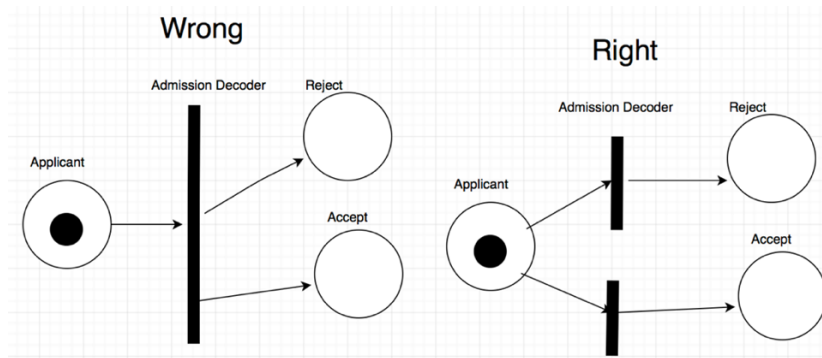 Wrong
Admission Decoder
Reject
Applicant
Accept
Right
Admission Decoder
Reject
Applicant
Accept